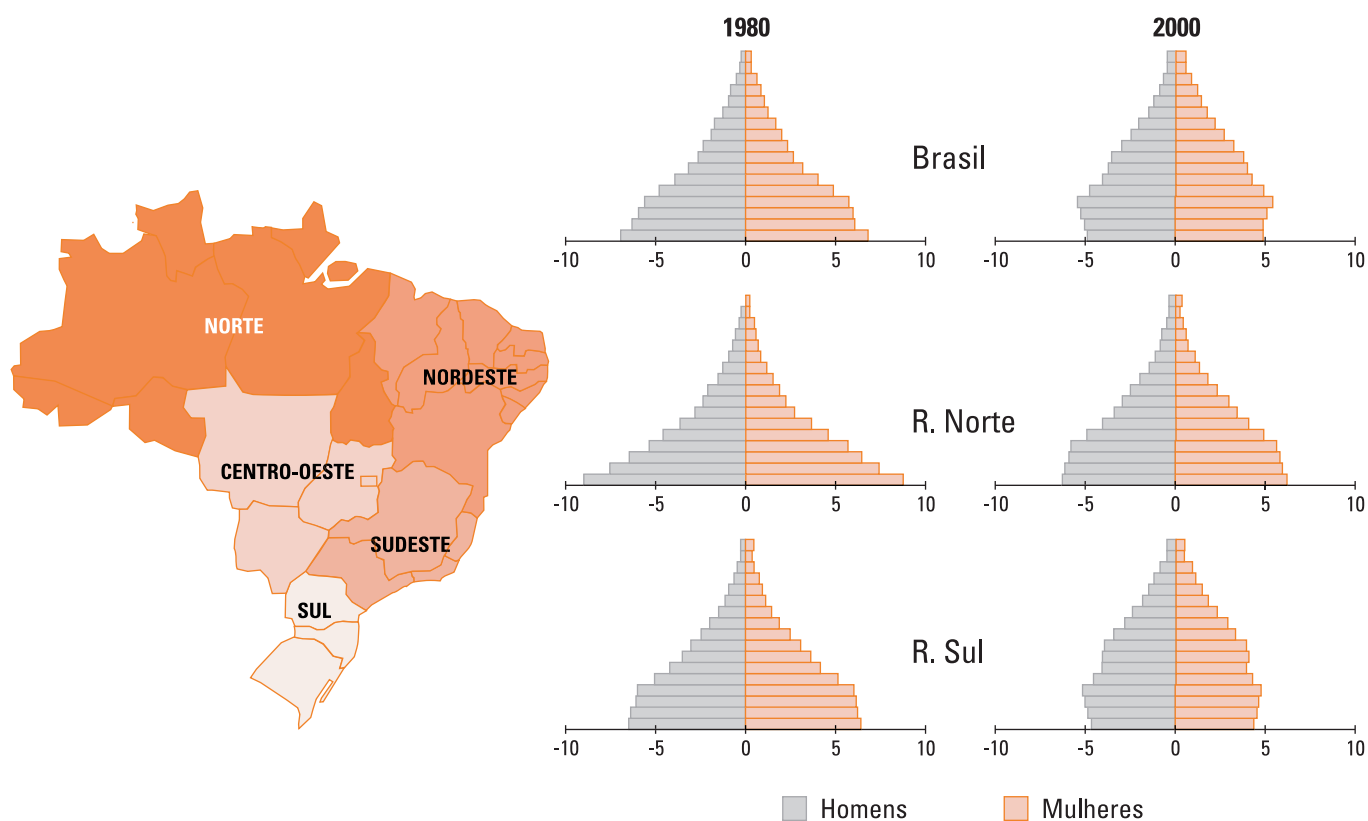 1980
2000
Brasil
-10 -5 0 5 10
-10 -5 0 5 10
NORTE
NORDESTE
CENTRO-OESTE
SUDESTE
SUL
R. Norte
-10 -5 0 5 10
-10 -5 0 5 10
R. Sul
-10 -5 0 5 10
-10 -5 0 5 10
Homens
Mulheres